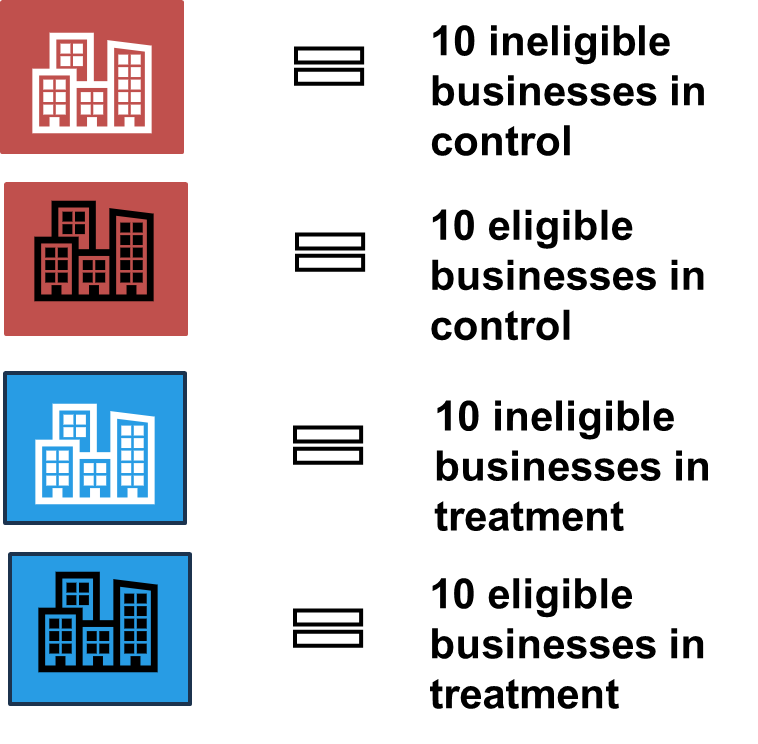 10 ineligible
businesses in
control
10 eligible
businesses in
control
10 ineligible
businesses in
treatment
10 eligible
businesses in
treatment